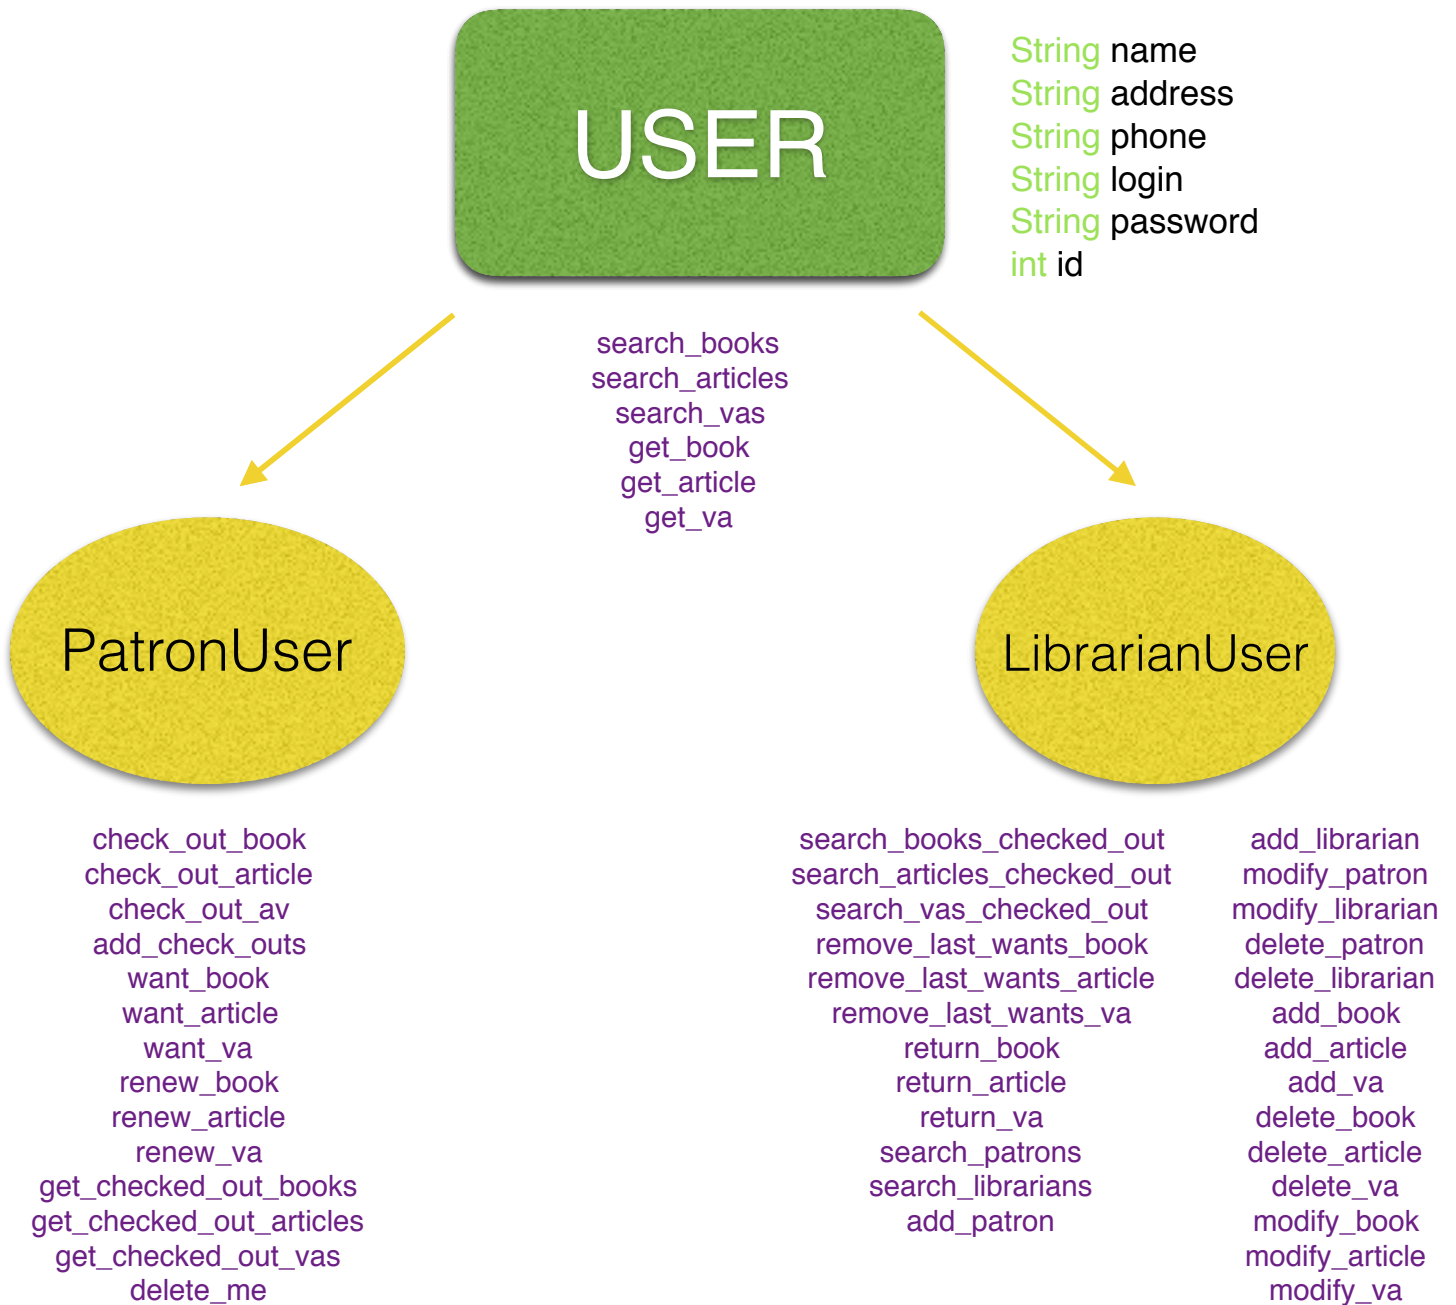 USER
String name
String address
String phone
String login
String password
int id
search_books
search_articles
search_vas
get_book
get_article
get_va
PatronUser
LibrarianUser
check_out_book
check_out_article
check_out_av
add_check_outs
want_book
want_article
want_va
renew_book
renew_article
renew_va
get_checked_out_books
get_checked_out_articles
get_checked_out_vas
delete_me
search_books_checked_out
search_articles_checked_out
search_vas_checked_out
remove_last_wants_book
remove_last_wants_article
remove_last_wants_va
return_book
return_article
return_va
search_patrons
search_librarians
add_patron
add_librarian
modify_patron
modify_librarian
delete_patron
delete_librarian
add_book
add_article
add_va
delete_book
delete_article
delete_va
modify_book
modify_article
modify_va